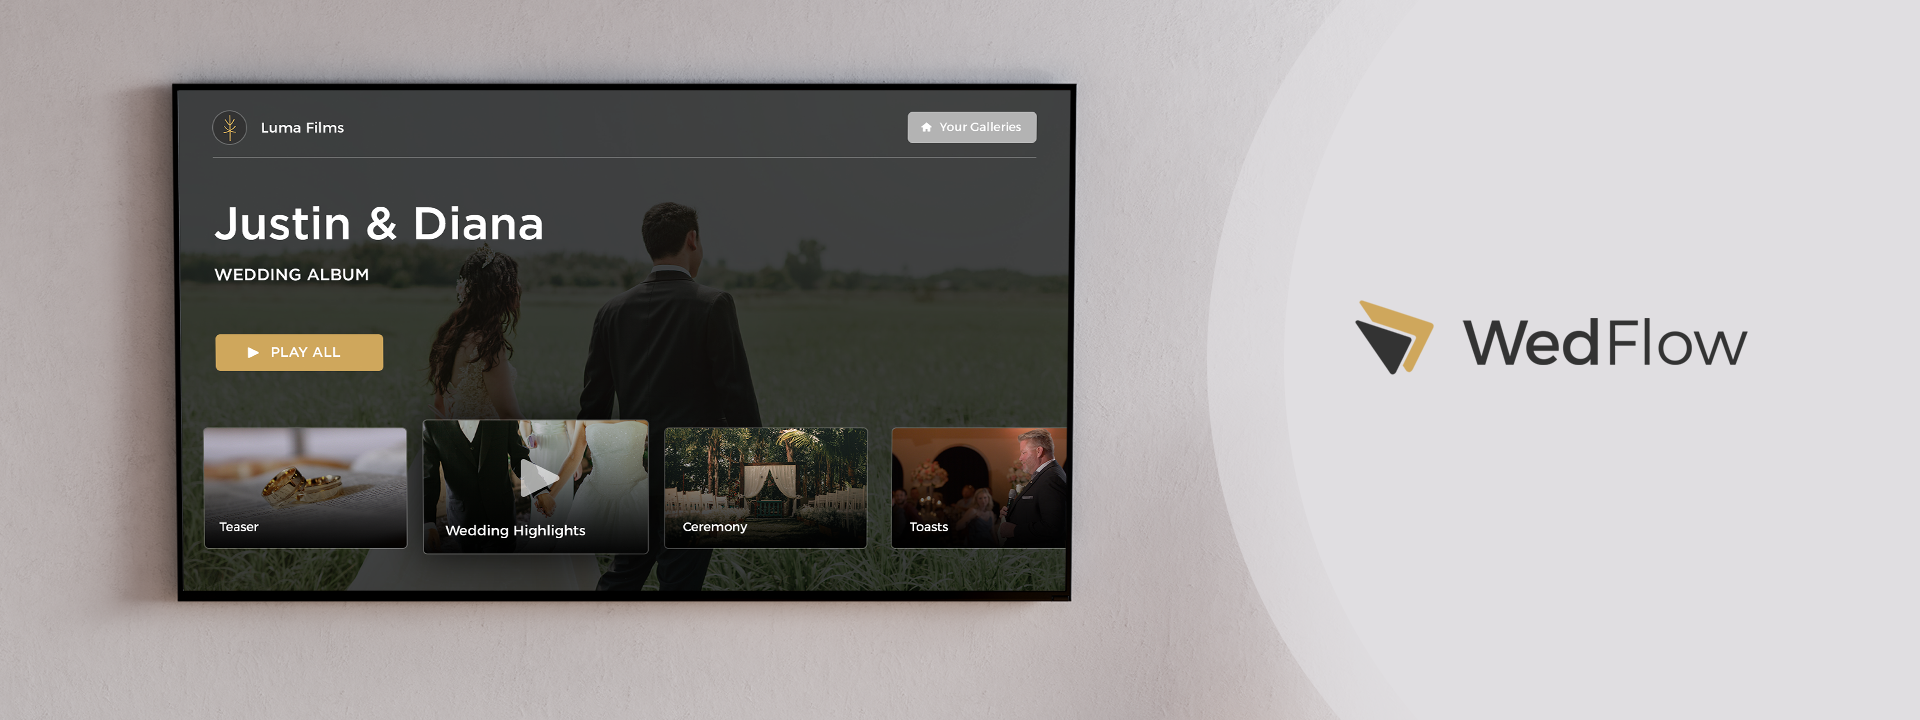 Luma Films
Your Galleries
Justin & Diana
WEDDING ALBUM
PLAY ALL
Teaser
Wedding Highlights
Ceremony
Toasts
WedFlow